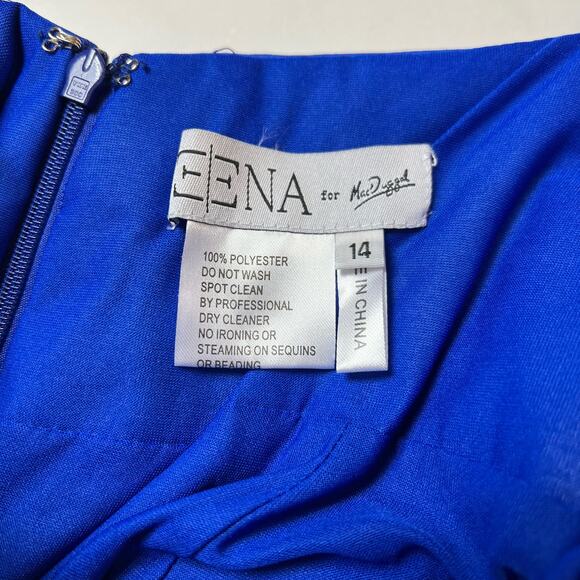 EENA for Mac Duggal
14
100% POLYESTER
DO NOT WASH
SPOT CLEAN
BY PROFESSIONAL
DRY CLEANER
NO IRONING OR
STEAMING ON SEQUINS
OR BEADING
E IN CHINA